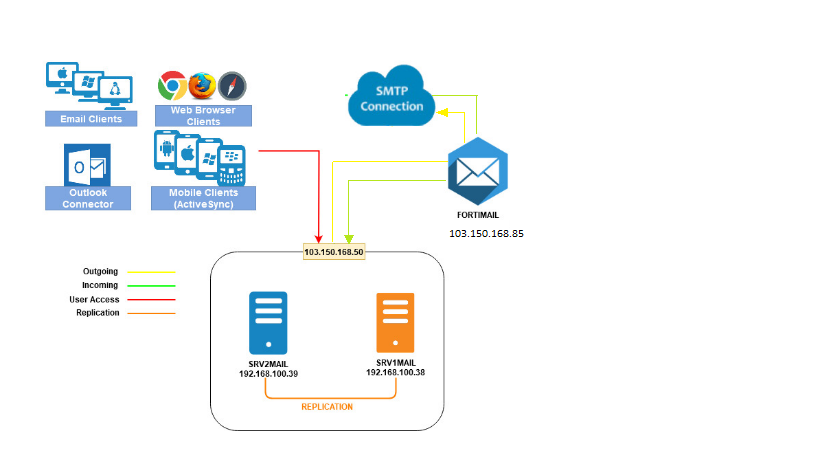 SMTP
Connection
Email Clients
Web Browser
Clients
Outlook
Connector
Mobile Clients
(ActiveSync)
FORTIMAIL
103.150.168.85
103.150.168.50
Outgoing
Incoming
User Access
Replication
SRV2MAIL
192.168.100.39
SRV1MAIL
192.168.100.38
REPLICATION